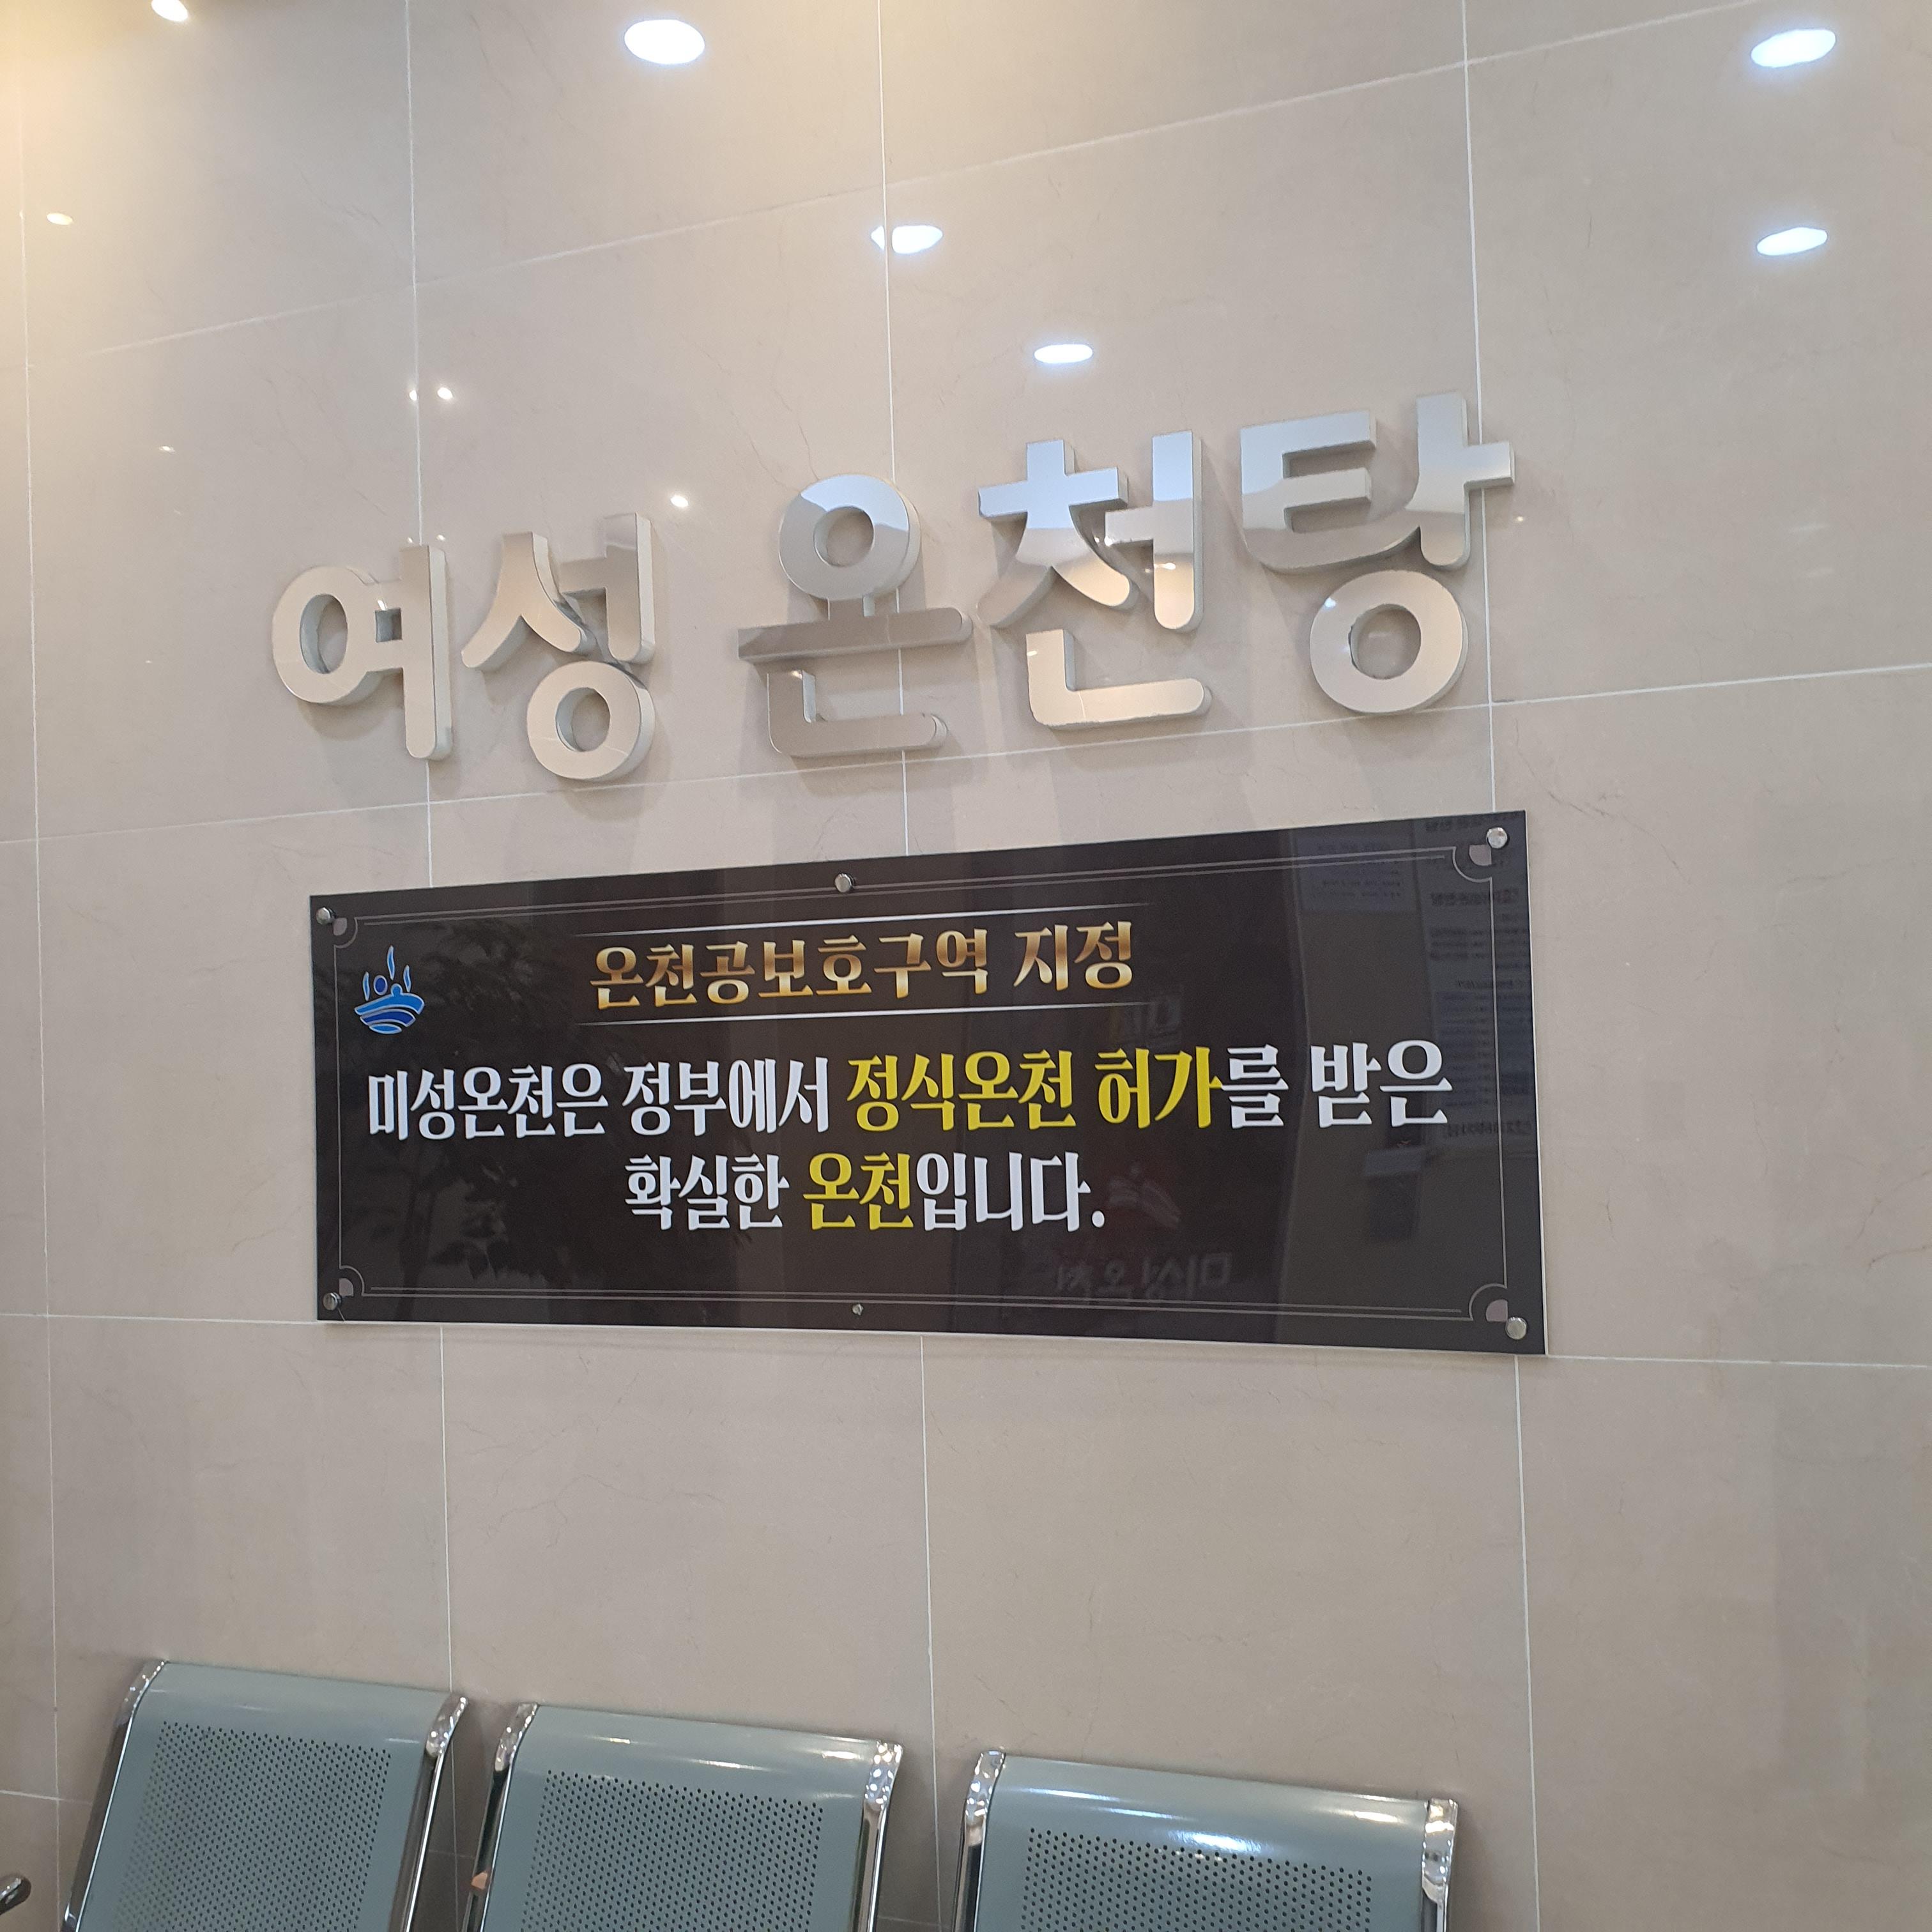 여성 온천탕
온천공보호구역 지정
미성온천은 정부에서 정식온천 허가를 받은
확실한 온천입니다.